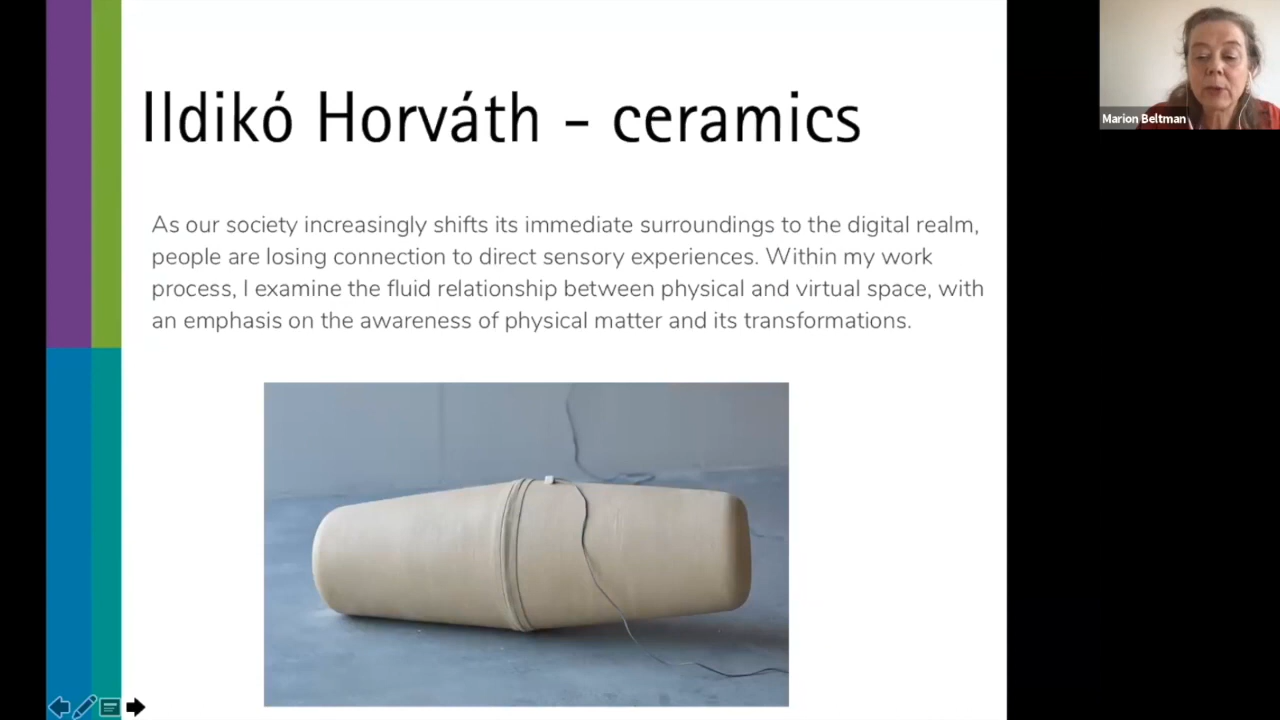 Ildikó Horváth - ceramics
As our society increasingly shifts its immediate surroundings to the digital realm,
people are losing connection to direct sensory experiences. Within my work
process, I examine the fluid relationship between physical and virtual space, with
an emphasis on the awareness of physical matter and its transformations.
Marion Beltman